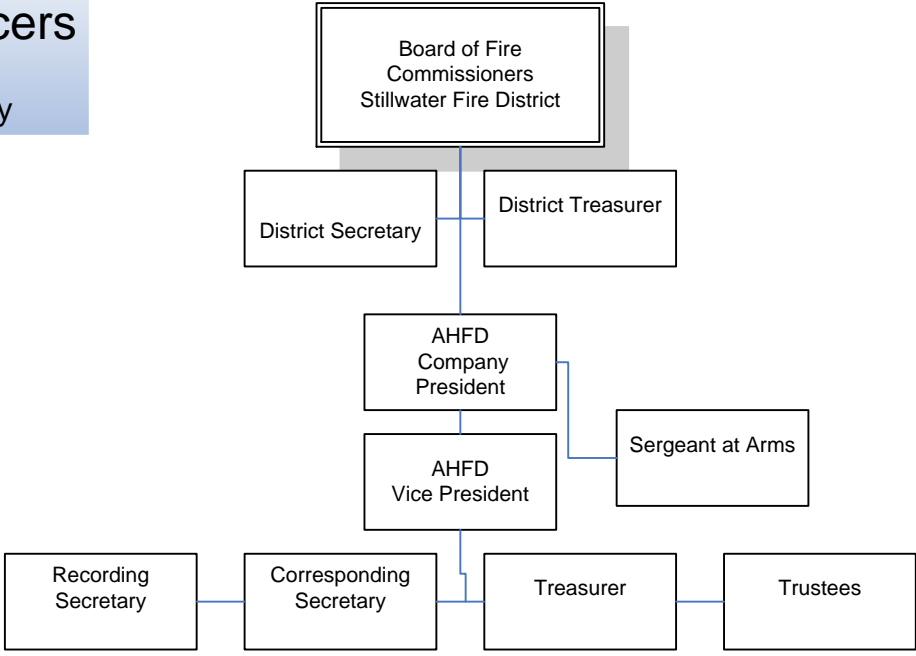 Board of Fire
Commissioners
Stillwater Fire District
District Secretary
District Treasurer
AHFD
Company
President
Sergeant at Arms
AHFD
Vice President
Recording
Secretary
Corresponding
Secretary
Treasurer
Trustees